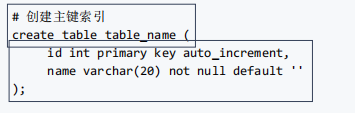 # 创建主键索引
create table table_name (
id int primary key auto_increment,
name varchar(20) not null default ''
);